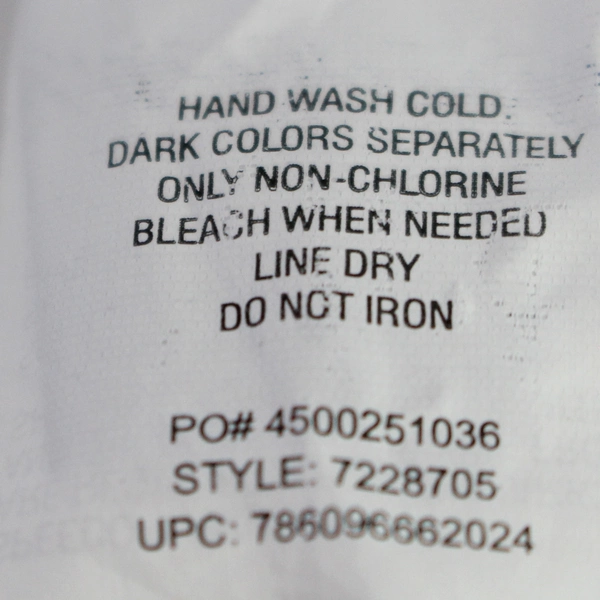 HAND WASH COLD.
DARK COLORS SEPARATELY
ONLY NON-CHLORINE
BLEACH WHEN NEEDED
LINE DRY
DO NOT IRON
PO# 4500251036
STYLE: 7228705
UPC: 786096662024